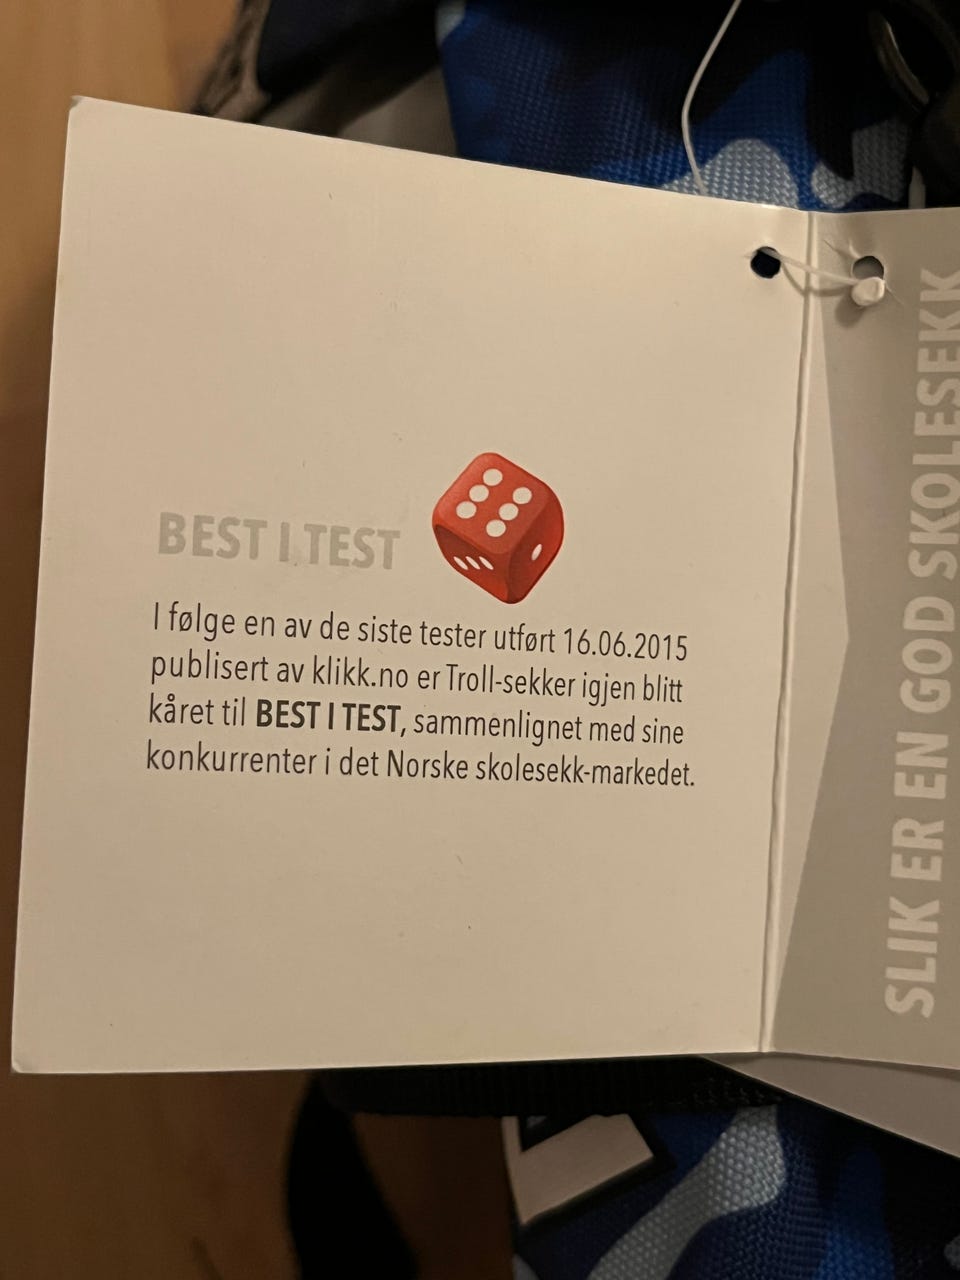 BEST I TEST
I følge en av de siste tester utført 16.06.2015
publisert av klikk.no er Troll-sekker igjen blitt
kåret til BEST I TEST, sammenlignet med sine
konkurrenter i det Norske skolesekk-markedet.
SLIK ER EN GOD SKOLESEKK